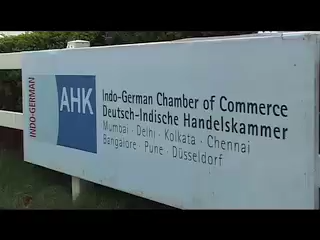 INDO-GERMAN
AHK
Indo-German Chamber of Commerce
Deutsch-Indische Handelskammer
Mumbai · Delhi · Kolkata · Chennai
Bangalore · Pune · Düsseldorf